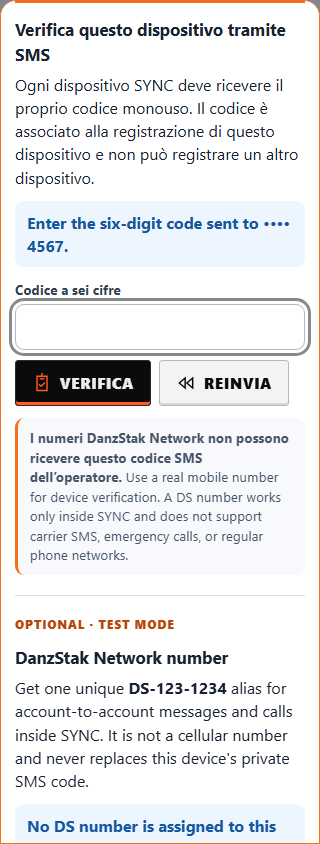 Verifica questo dispositivo tramite
SMS
Ogni dispositivo SYNC deve ricevere il
proprio codice monouso. Il codice è
associato alla registrazione di questo
dispositivo e non può registrare un altro
dispositivo.
Enter the six-digit code sent to ••••
4567.
Codice a sei cifre
VERIFICA
REINVIA
I numeri DanzStak Network non possono
ricevere questo codice SMS
dell’operatore. Use a real mobile number
for device verification. A DS number works
only inside SYNC and does not support
carrier SMS, emergency calls, or regular
phone networks.
OPTIONAL · TEST MODE
DanzStak Network number
Get one unique DS-123-1234 alias for
account-to-account messages and calls
inside SYNC. It is not a cellular number
and never replaces this device's private
SMS code.
No DS number is assigned to this